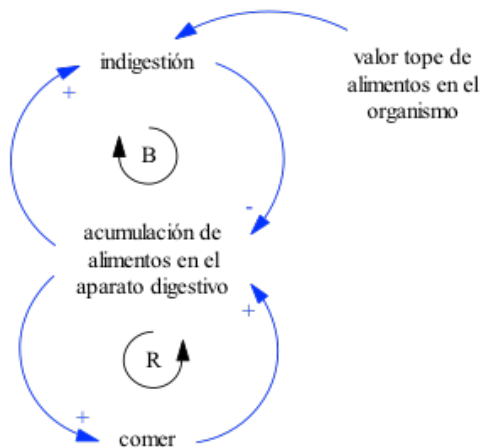 indigestión
valor tope de
alimentos en el
organismo
+
B
-
acumulación de
alimentos en el
aparato digestivo
+
R
+
comer